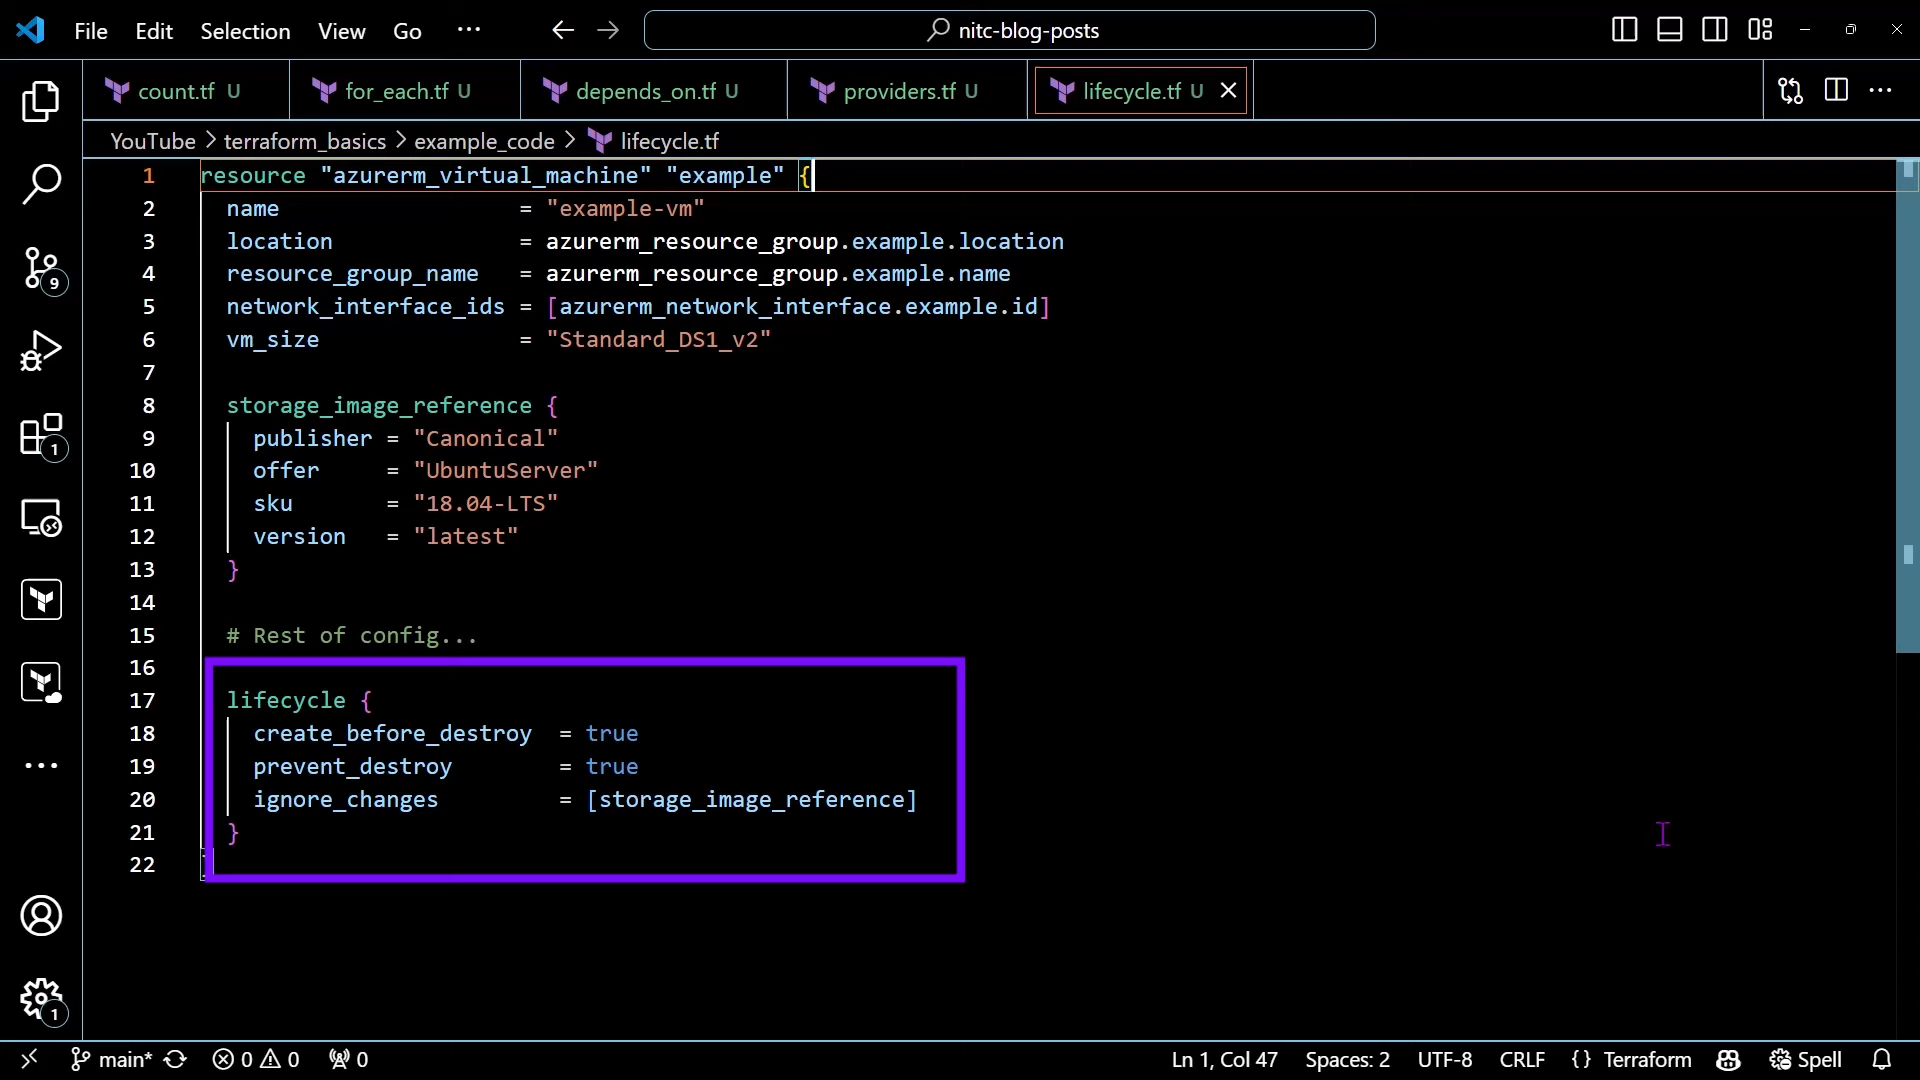 File Edit Selection View Go ··· nitc-blog-posts
count.tf U for_each.tf U depends_on.tf U providers.tf U lifecycle.tf U
YouTube > terraform_basics > example_code > lifecycle.tf
1 resource "azurerm_virtual_machine" "example" {
2 name = "example-vm"
3 location = azurerm_resource_group.example.location
4 resource_group_name = azurerm_resource_group.example.name
5 network_interface_ids = [azurerm_network_interface.example.id]
6 vm_size = "Standard_DS1_v2"
7
8 storage_image_reference {
9 publisher = "Canonical"
10 offer = "UbuntuServer"
11 sku = "18.04-LTS"
12 version = "latest"
13 }
14
15 # Rest of config...
16
17 lifecycle {
18 create_before_destroy = true
19 prevent_destroy = true
20 ignore_changes = [storage_image_reference]
21 }
22
9
1
1
main* 0 0 0 Ln 1, Col 47 Spaces: 2 UTF-8 CRLF {} Terraform Spell